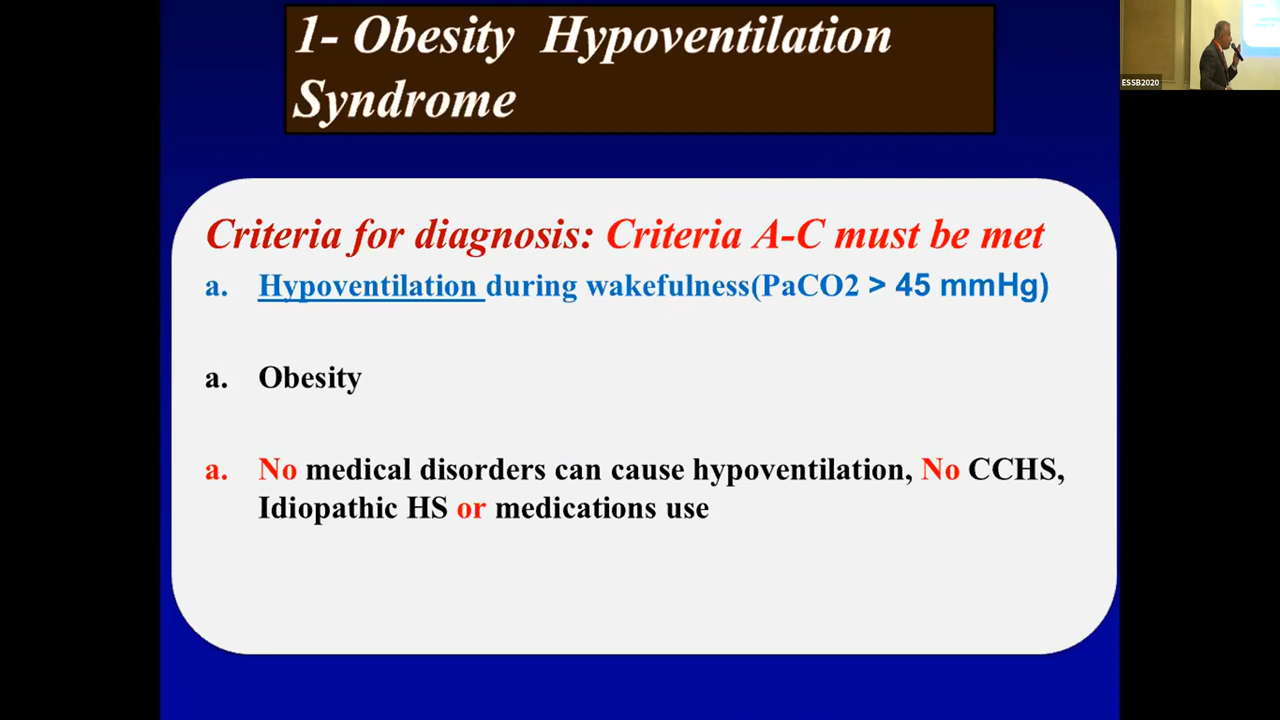 1- Obesity Hypoventilation
Syndrome
ESSB2020
Criteria for diagnosis: Criteria A-C must be met
a. Hypoventilation during wakefulness(PaCO2 > 45 mmHg)
a. Obesity
a. No medical disorders can cause hypoventilation, No CCHS,
Idiopathic HS or medications use